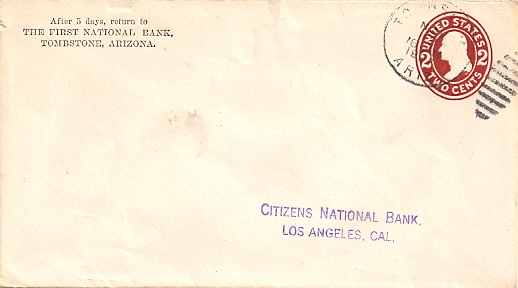 After 5 days, return to
THE FIRST NATIONAL BANK,
TOMBSTONE, ARIZONA.
UNITED STATES
2 2
TWO CENTS
ARI
CITIZENS NATIONAL BANK,
LOS ANGELES, CAL.